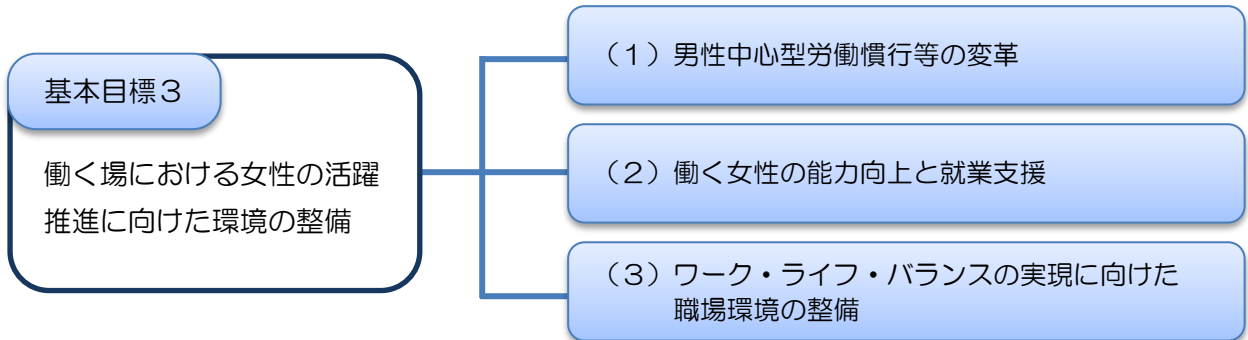 基本目標３
働く場における女性の活躍
推進に向けた環境の整備
（１）男性中心型労働慣行等の変革
（２）働く女性の能力向上と就業支援
（３）ワーク・ライフ・バランスの実現に向けた
職場環境の整備